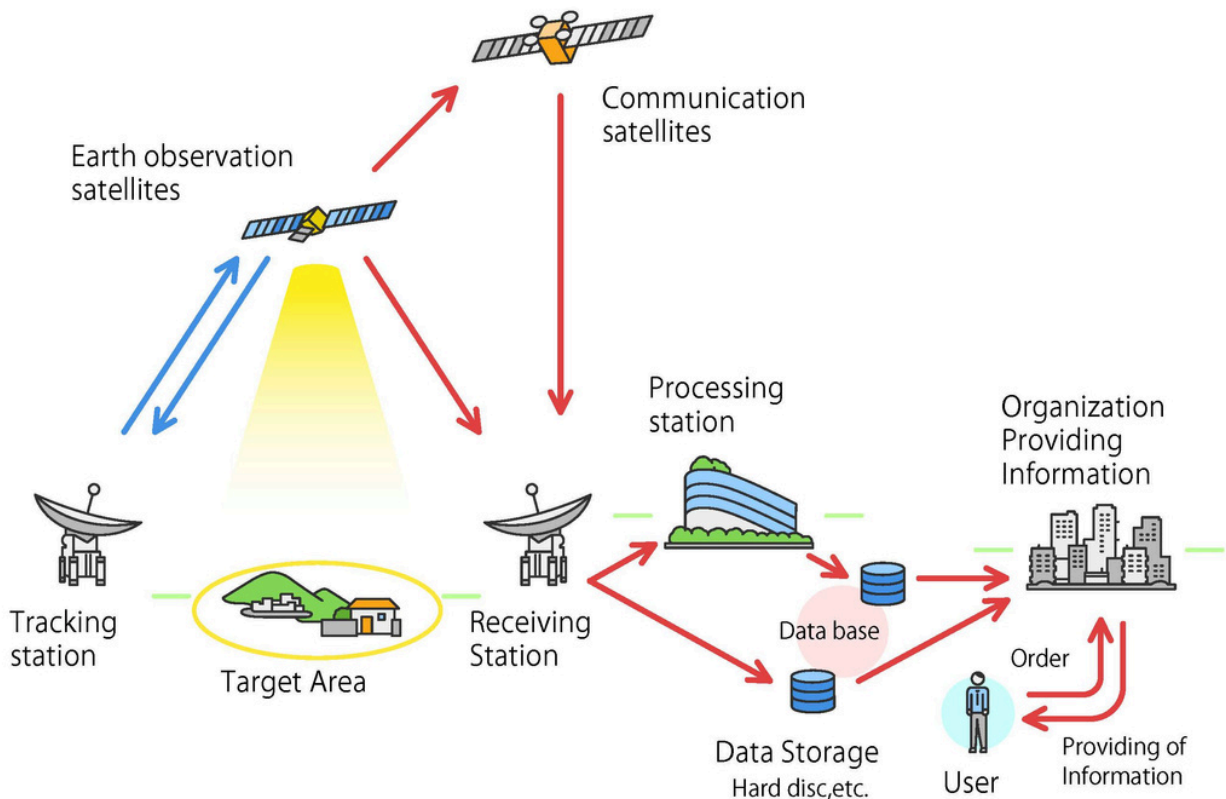 Communication
satellites
Earth observation
satellites
Processing
station
Organization
Providing
Information
Tracking
station
Target Area
Receiving
Station
Data base
Order
Data Storage
Hard disc,etc.
User
Providing of
Information